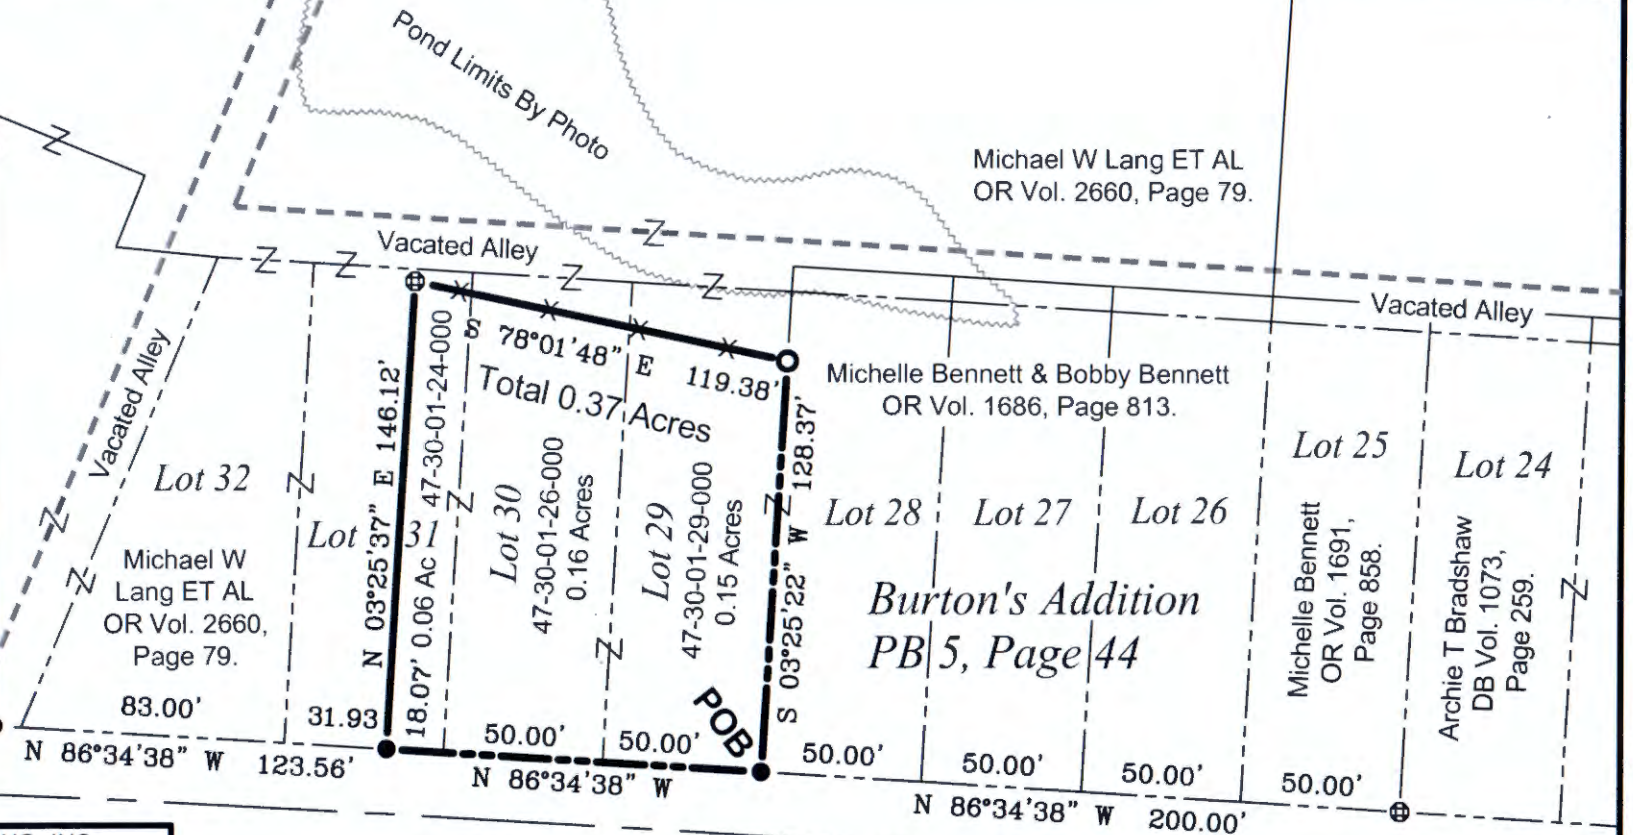 Pond Limits By Photo
Michael W Lang ET AL
OR Vol. 2660, Page 79.
Vacated Alley
Vacated Alley
Vacated Alley
S 78°01'48" E 119.38'
Total 0.37 Acres
Michelle Bennett & Bobby Bennett
OR Vol. 1686, Page 813.
N 03°25'37" E 146.12'
47-30-01-24-000
18.07' 0.06 Ac
Lot 32
Michael W
Lang ET AL
OR Vol. 2660,
Page 79.
Lot 31
Lot 30
47-30-01-26-000
0.16 Acres
Lot 29
47-30-01-29-000
0.15 Acres
S 03°25'22" W 128.37'
Lot 28
Lot 27
Lot 26
Lot 25
Lot 24
Burton's Addition
PB 5, Page 44
Michelle Bennett
OR Vol. 1691,
Page 858.
Archie T Bradshaw
DB Vol. 1073,
Page 259.
83.00'
31.93
50.00'
50.00'
POB
50.00'
50.00'
50.00'
50.00'
N 86°34'38" W 123.56'
N 86°34'38" W
N 86°34'38" W 200.00'